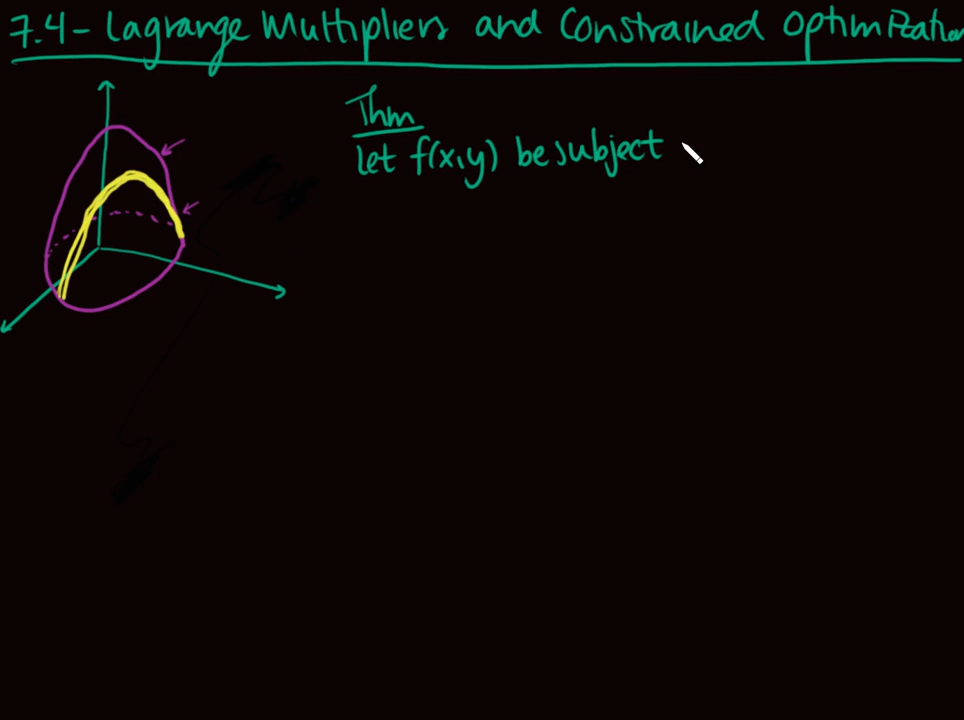 7.4 - Lagrange Multipliers and Constrained Optimization
Thm
let f(x,y) be subject